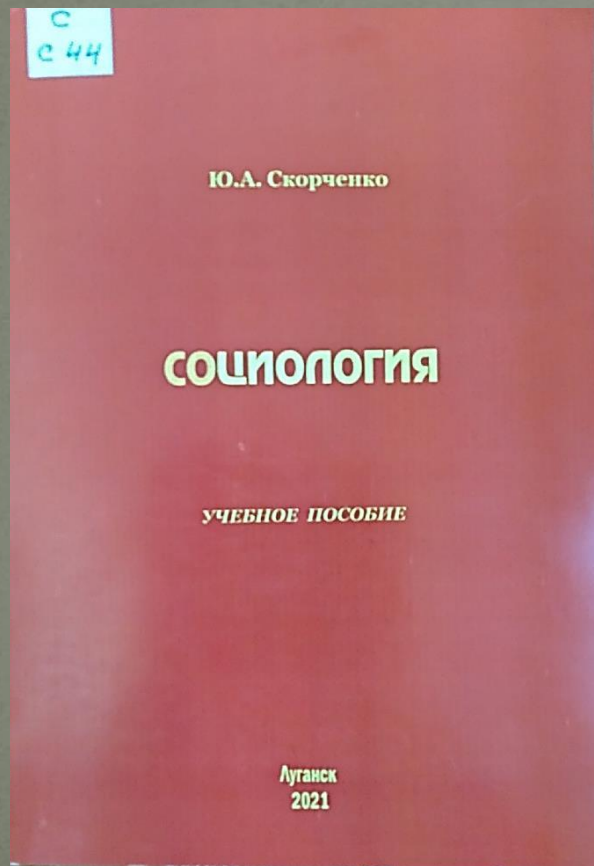 С
С 44
Ю.А. Скорченко
СОЦИОЛОГИЯ
УЧЕБНОЕ ПОСОБИЕ
Луганск
2021